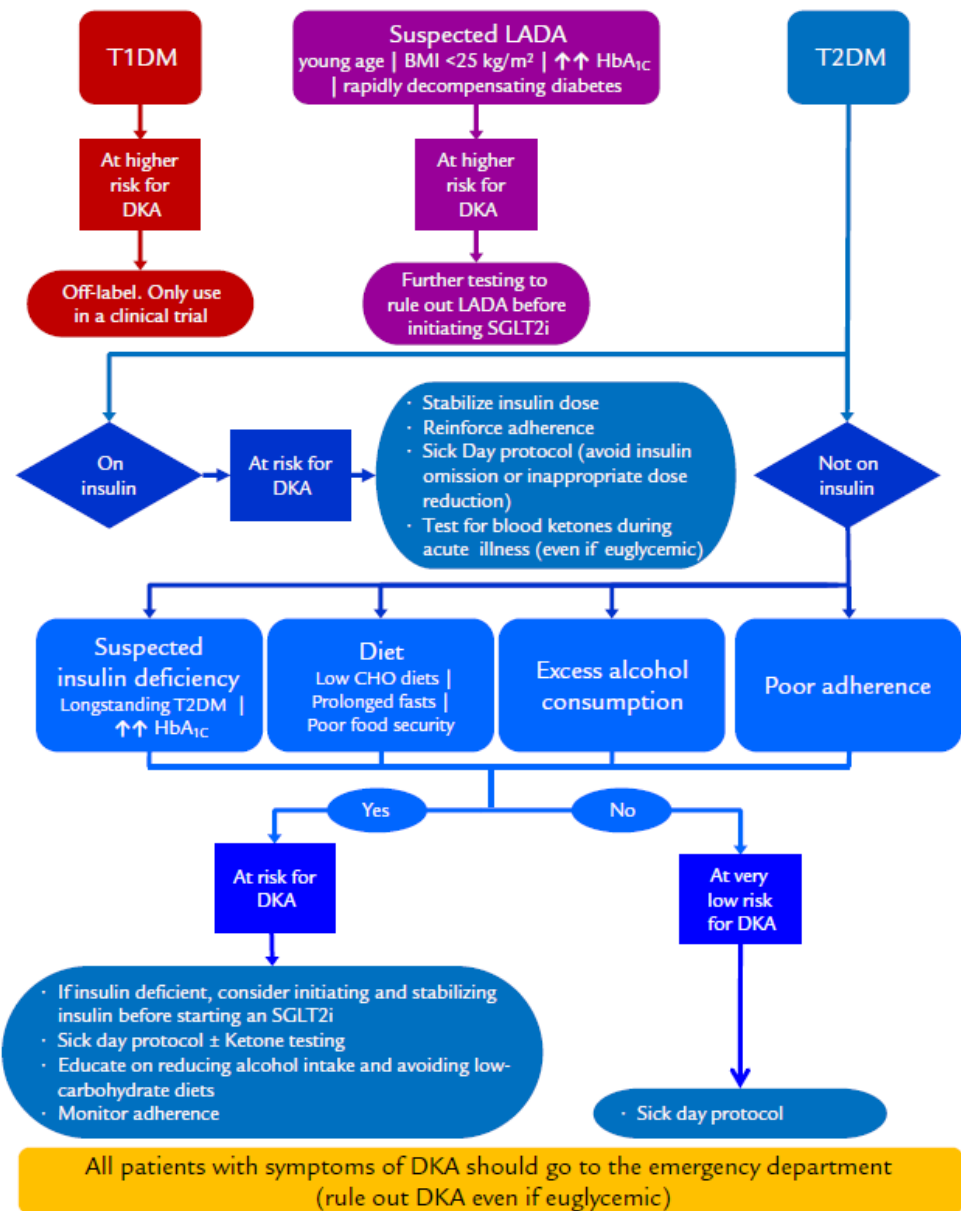 T1DM
Suspected LADA
young age | BMI <25 kg/m² | ↑↑ HbA1C
| rapidly decompensating diabetes
T2DM
At higher
risk for
DKA
At higher
risk for
DKA
Off-label. Only use
in a clinical trial
Further testing to
rule out LADA before
initiating SGLT2i
On
insulin
At risk for
DKA
· Stabilize insulin dose
· Reinforce adherence
· Sick Day protocol (avoid insulin
omission or inappropriate dose
reduction)
· Test for blood ketones during
acute illness (even if euglycemic)
Not on
insulin
Suspected
insulin deficiency
Longstanding T2DM |
↑↑ HbA1C
Diet
Low CHO diets |
Prolonged fasts |
Poor food security
Excess alcohol
consumption
Poor adherence
Yes
No
At risk for
DKA
At very
low risk
for DKA
· If insulin deficient, consider initiating and stabilizing
insulin before starting an SGLT2i
· Sick day protocol ± Ketone testing
· Educate on reducing alcohol intake and avoiding low-
carbohydrate diets
· Monitor adherence
· Sick day protocol
All patients with symptoms of DKA should go to the emergency department
(rule out DKA even if euglycemic)